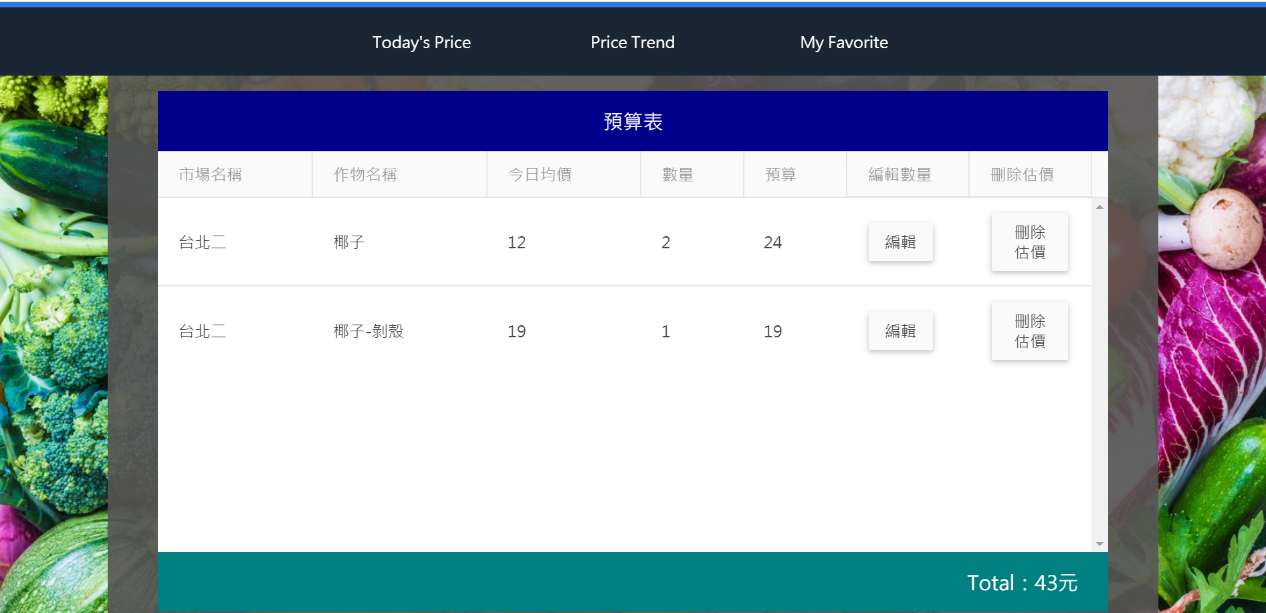 Today's Price Price Trend My Favorite
預算表
市場名稱 作物名稱 今日均價 數量 預算 編輯數量 刪除估價
台北二 椰子 12 2 24 編輯 刪除
估價
台北二 椰子-剝殼 19 1 19 編輯 刪除
估價
Total：43元